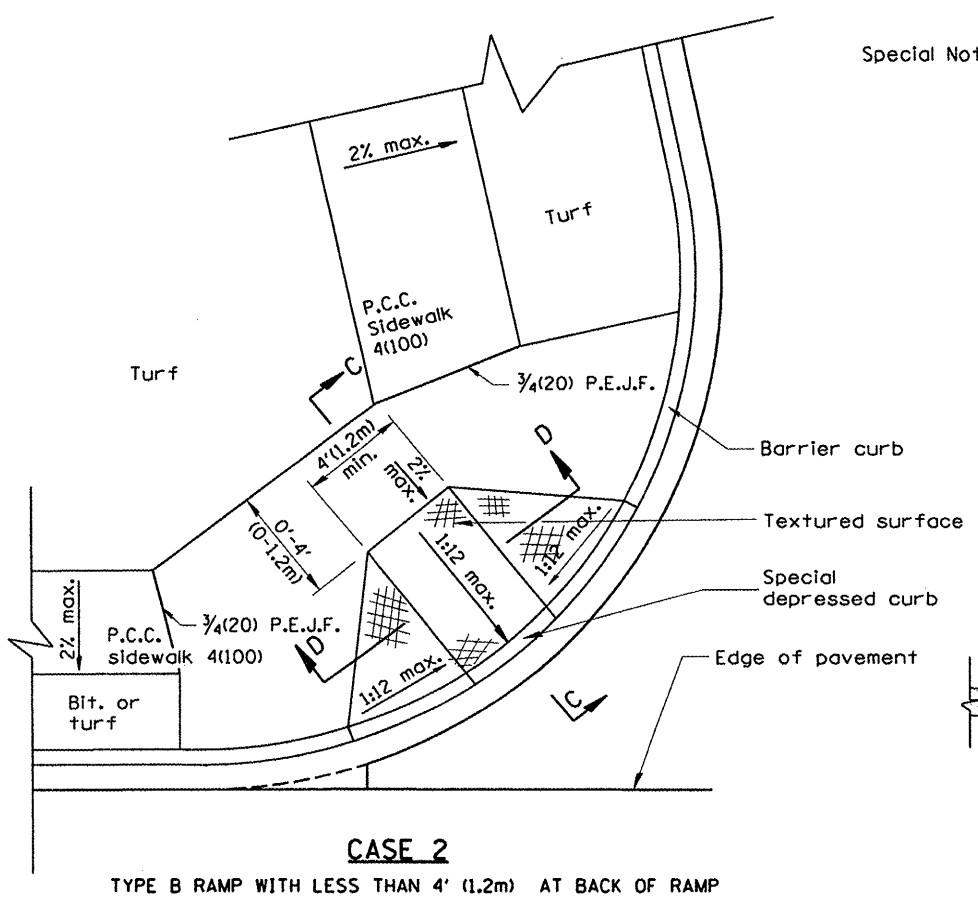 Special Not
2% max.
Turf
P.C.C.
Sidewalk
4(100)
Turf
C
¾(20) P.E.J.F.
4'(1.2m)
min.
D
2%
max.
Barrier curb
0'-4'
(0-1.2m)
Textured surface
1:12 max.
1:12 max.
Special
depressed curb
2% max.
¾(20) P.E.J.F.
P.C.C.
sidewalk 4(100)
D
Edge of pavement
1:12 max.
C
Bit. or
turf
CASE 2
TYPE B RAMP WITH LESS THAN 4' (1.2m) AT BACK OF RAMP